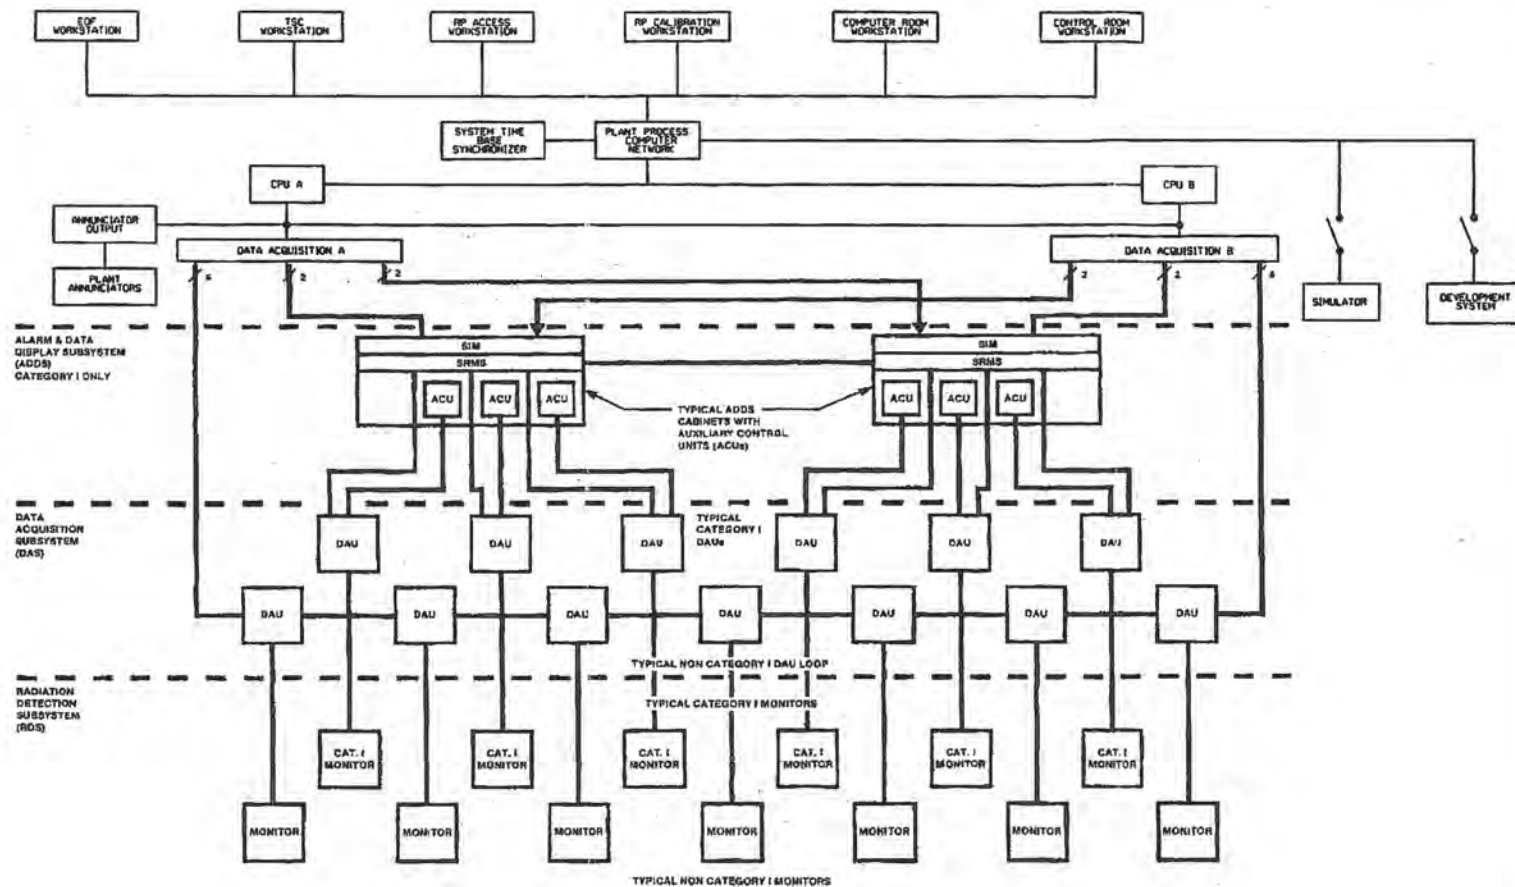 EOF
WORKSTATION
TSC
WORKSTATION
RP ACCESS
WORKSTATION
RP CALIBRATION
WORKSTATION
COMPUTER ROOM
WORKSTATION
CONTROL ROOM
WORKSTATION
SYSTEM TIME
BASE
SYNCHRONIZER
PLANT PROCESS
COMPUTER
NETWORK
CPU A
CPU B
ANNUNCIATOR
OUTPUT
DATA ACQUISITION A
DATA ACQUISITION B
PLANT
ANNUNCIATORS
2
2
2
2
SIMULATOR
DEVELOPMENT
SYSTEM
ALARM & DATA
DISPLAY SUBSYSTEM
(ADDS)
CATEGORY I ONLY
SIM
SRMS
ACU
ACU
ACU
SIM
SRMS
ACU
ACU
ACU
TYPICAL ADDS
CABINETS WITH
AUXILIARY CONTROL
UNITS (ACUs)
DATA
ACQUISITION
SUBSYSTEM
(DAS)
TYPICAL
CATEGORY I
DAUs
DAU
DAU
DAU
DAU
DAU
DAU
DAU
DAU
DAU
DAU
DAU
DAU
DAU
TYPICAL NON CATEGORY I DAU LOOP
RADIATION
DETECTION
SUBSYSTEM
(RDS)
TYPICAL CATEGORY I MONITORS
CAT. I
MONITOR
CAT. I
MONITOR
CAT. I
MONITOR
CAT. I
MONITOR
CAT. I
MONITOR
CAT. I
MONITOR
MONITOR
MONITOR
MONITOR
MONITOR
MONITOR
MONITOR
MONITOR
TYPICAL NON CATEGORY I MONITORS